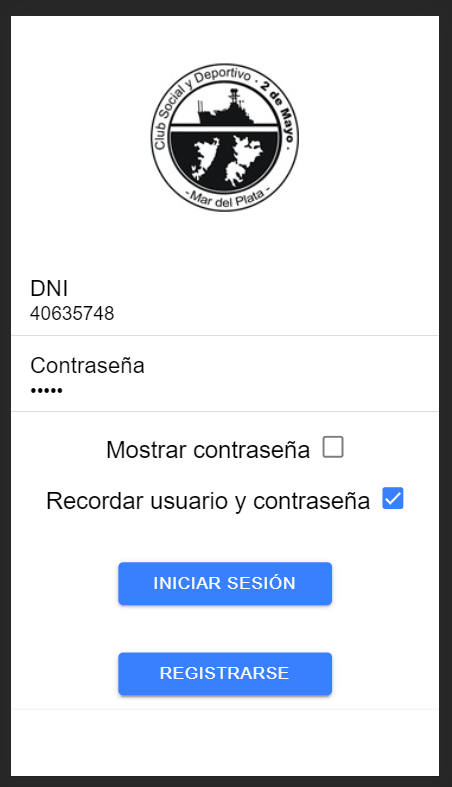 Club Social y Deportivo · 2 de Mayo ·
- Mar del Plata -
DNI
40635748
Contraseña
•••••
Mostrar contraseña
Recordar usuario y contraseña
INICIAR SESIÓN
REGISTRARSE